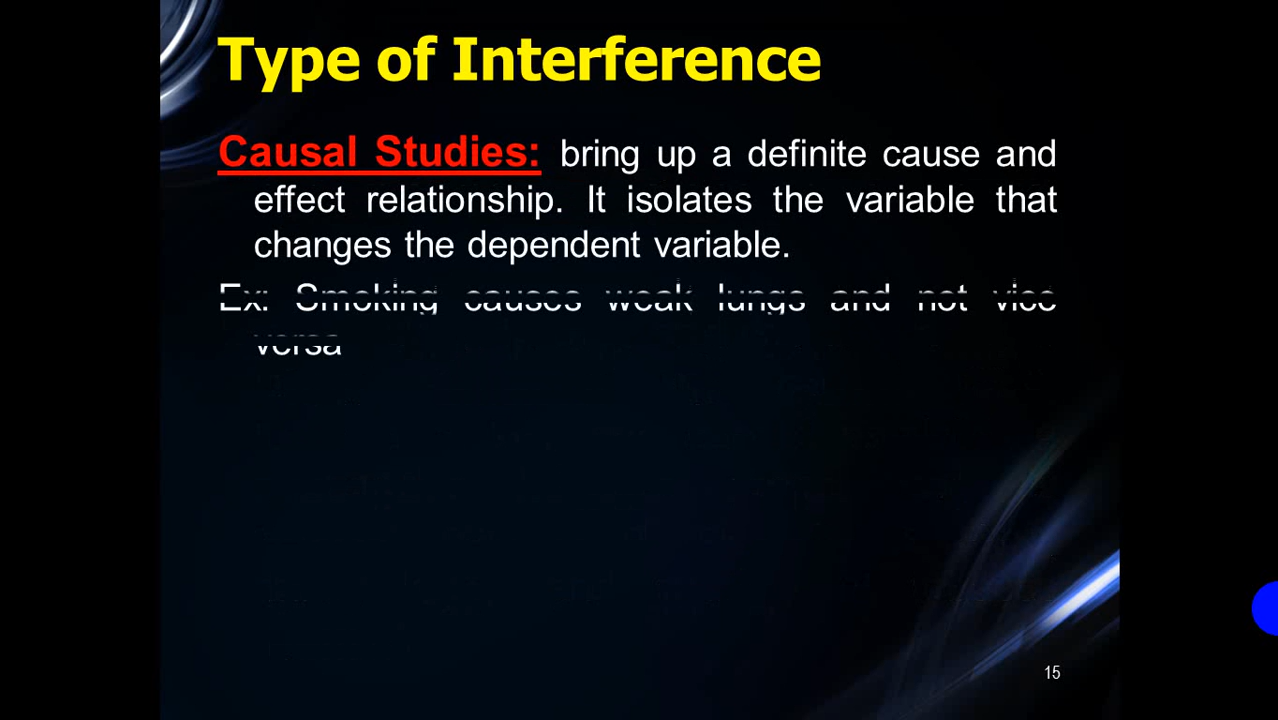 Type of Interference
Causal Studies: bring up a definite cause and
effect relationship. It isolates the variable that
changes the dependent variable.
Ex: Smoking causes weak lungs and not vice
versa
15